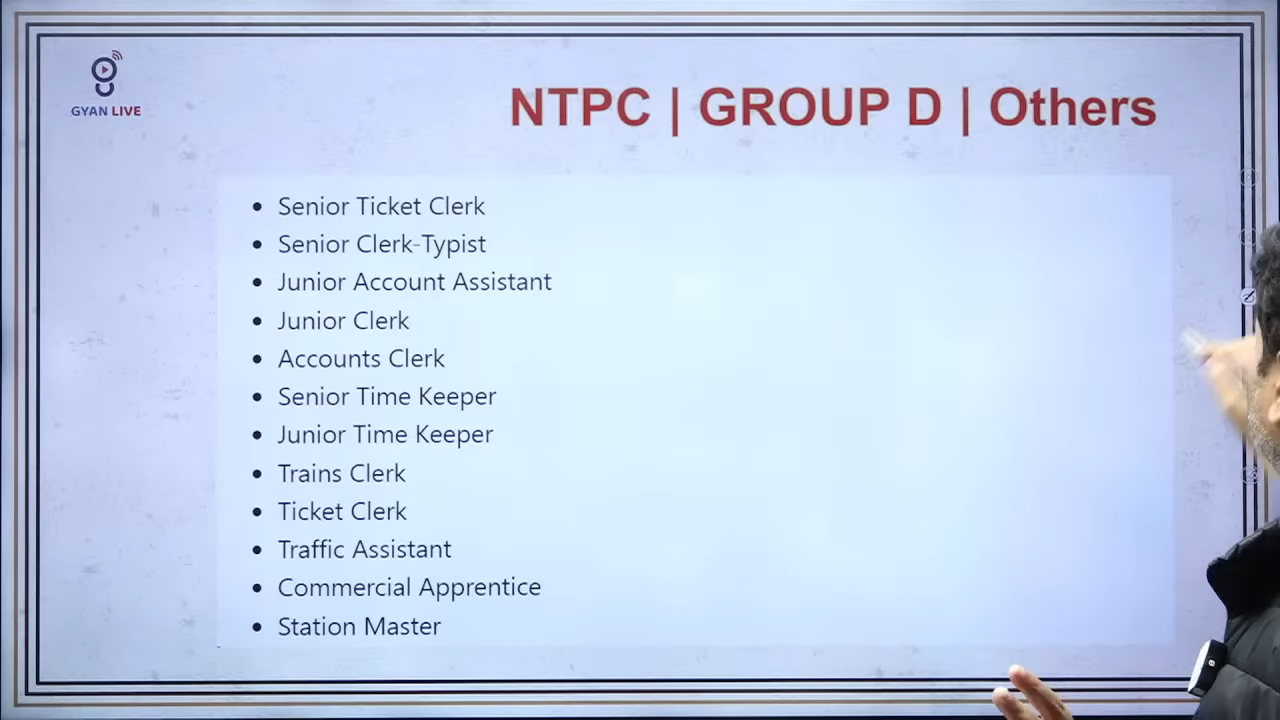 GYAN LIVE
NTPC | GROUP D | Others
• Senior Ticket Clerk
• Senior Clerk-Typist
• Junior Account Assistant
• Junior Clerk
• Accounts Clerk
• Senior Time Keeper
• Junior Time Keeper
• Trains Clerk
• Ticket Clerk
• Traffic Assistant
• Commercial Apprentice
• Station Master